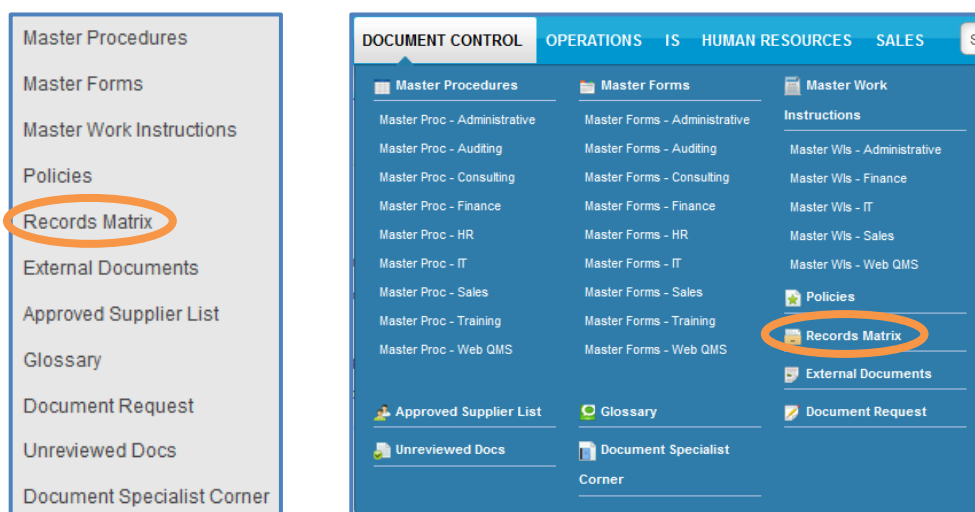 Master Procedures
Master Forms
Master Work Instructions
Policies
Records Matrix
External Documents
Approved Supplier List
Glossary
Document Request
Unreviewed Docs
Document Specialist Corner
DOCUMENT CONTROL OPERATIONS IS HUMAN RESOURCES SALES S
Master Procedures
Master Proc - Administrative
Master Proc - Auditing
Master Proc - Consulting
Master Proc - Finance
Master Proc - HR
Master Proc - IT
Master Proc - Sales
Master Proc - Training
Master Proc - Web QMS
Master Forms
Master Forms - Administrative
Master Forms - Auditing
Master Forms - Consulting
Master Forms - Finance
Master Forms - HR
Master Forms - IT
Master Forms - Sales
Master Forms - Training
Master Forms - Web QMS
Master Work
Instructions
Master WIs - Administrative
Master WIs - Finance
Master WIs - IT
Master WIs - Sales
Master WIs - Web QMS
Policies
Records Matrix
External Documents
Approved Supplier List
Glossary
Document Request
Unreviewed Docs
Document Specialist
Corner